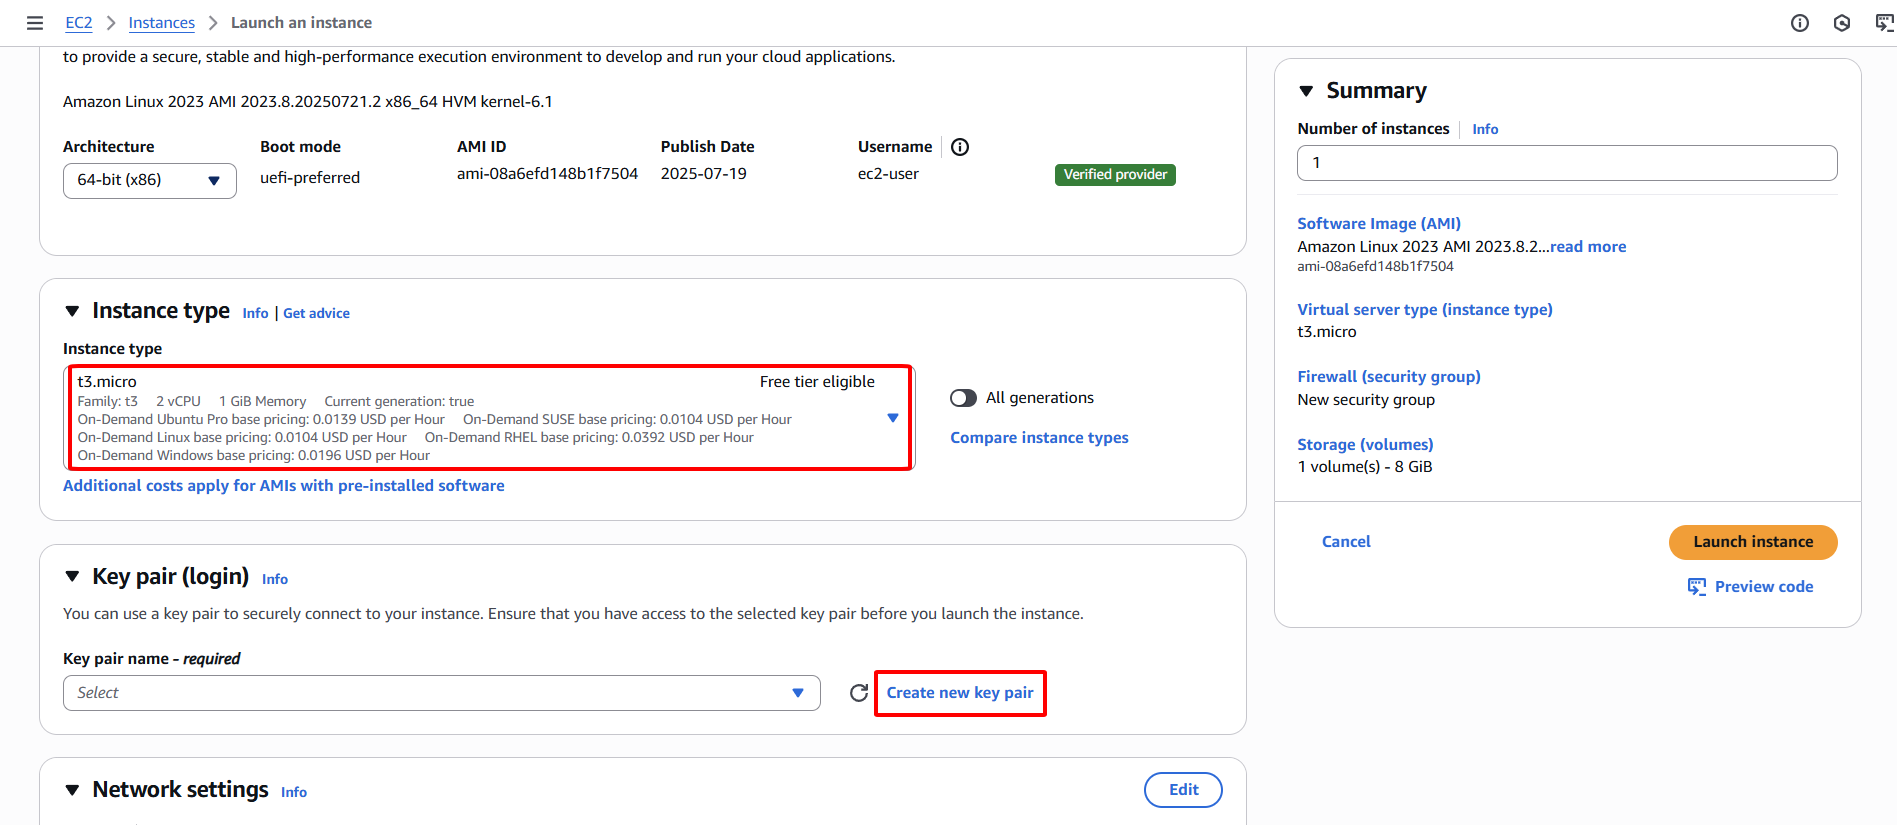 EC2 Instances Launch an instance
to provide a secure, stable and high-performance execution environment to develop and run your cloud applications.
Amazon Linux 2023 AMI 2023.8.20250721.2 x86_64 HVM kernel-6.1
Architecture Boot mode AMI ID Publish Date Username
64-bit (x86) uefi-preferred ami-08a6efd148b1f7504 2025-07-19 ec2-user Verified provider
Instance type Info | Get advice
Instance type
t3.micro Free tier eligible
Family: t3 2 vCPU 1 GiB Memory Current generation: true
On-Demand Ubuntu Pro base pricing: 0.0139 USD per Hour On-Demand SUSE base pricing: 0.0104 USD per Hour
On-Demand Linux base pricing: 0.0104 USD per Hour On-Demand RHEL base pricing: 0.0392 USD per Hour
On-Demand Windows base pricing: 0.0196 USD per Hour
All generations
Compare instance types
Additional costs apply for AMIs with pre-installed software
Key pair (login) Info
You can use a key pair to securely connect to your instance. Ensure that you have access to the selected key pair before you launch the instance.
Key pair name - required
Select Create new key pair
Network settings Info Edit
Summary
Number of instances Info
1
Software Image (AMI)
Amazon Linux 2023 AMI 2023.8.2...read more
ami-08a6efd148b1f7504
Virtual server type (instance type)
t3.micro
Firewall (security group)
New security group
Storage (volumes)
1 volume(s) - 8 GiB
Cancel Launch instance
Preview code